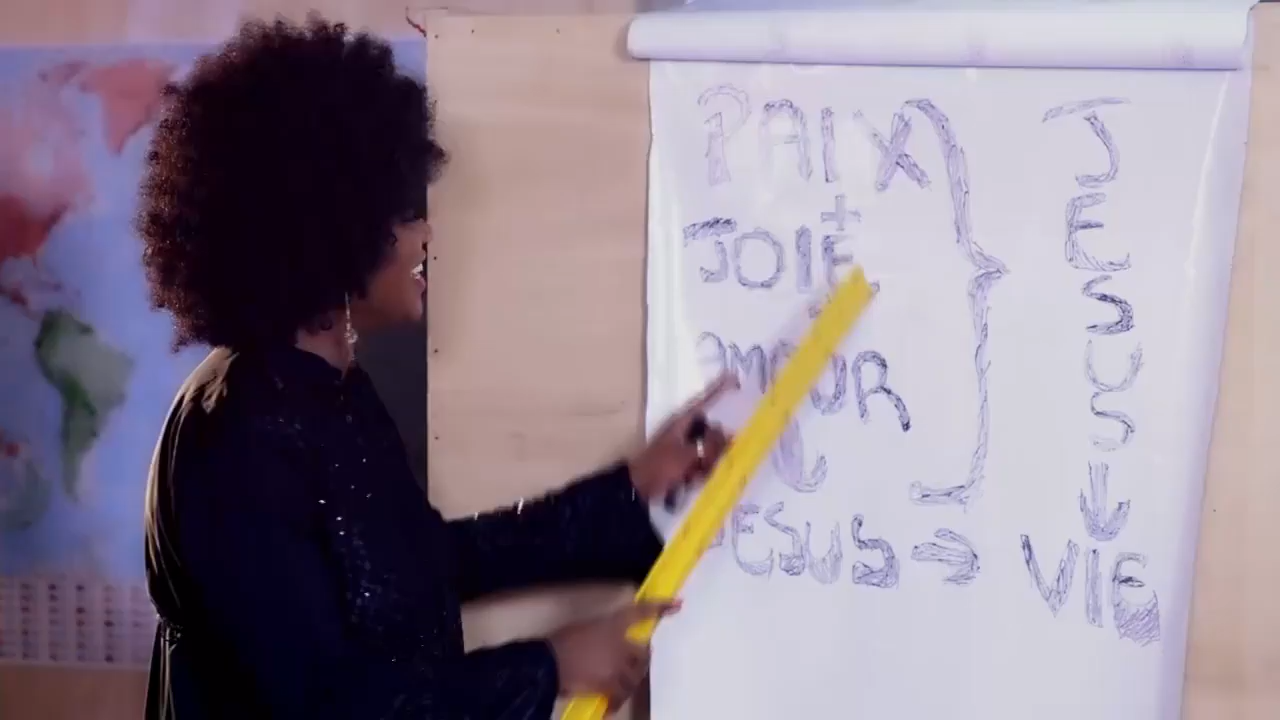 PAIX
+
JOIE
AMOUR
JESUS →
JESUS
↓
VIE